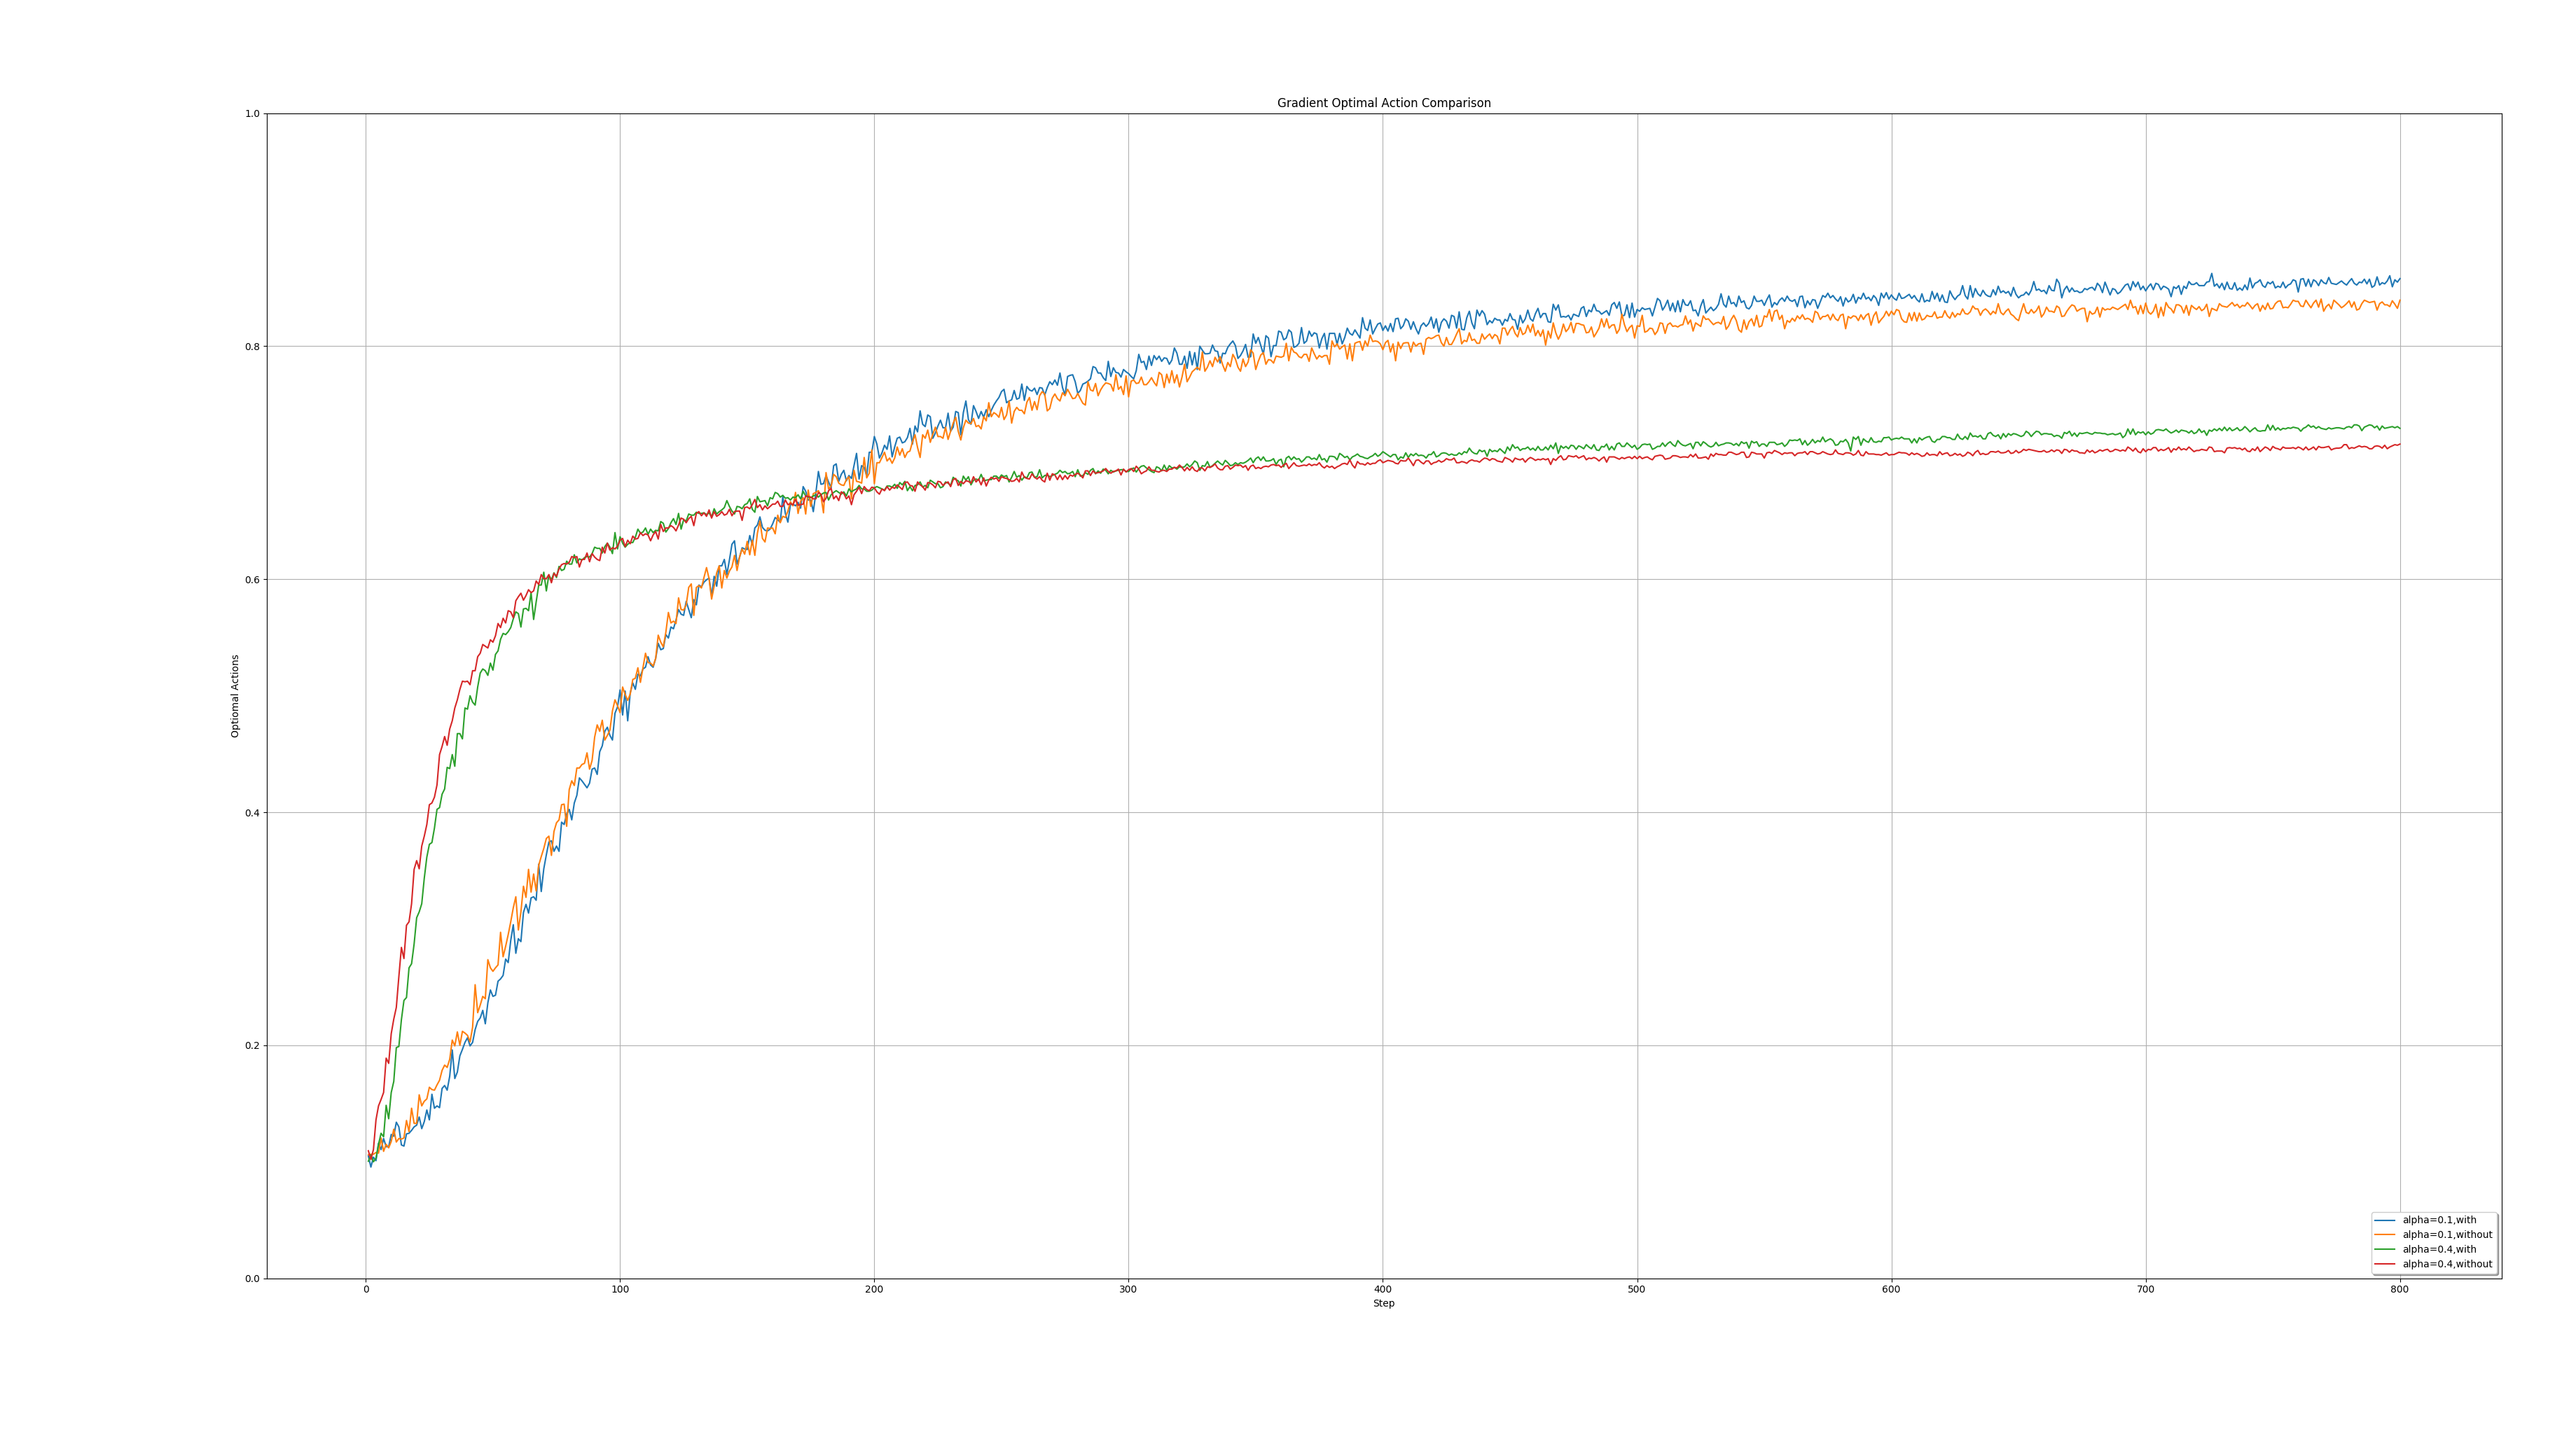 Gradient Optimal Action Comparison
1.0
0.8
0.6
0.4
0.2
0.0
Optiomal Actions
0 100 200 300 400 500 600 700 800
Step
alpha=0.1,with
alpha=0.1,without
alpha=0.4,with
alpha=0.4,without